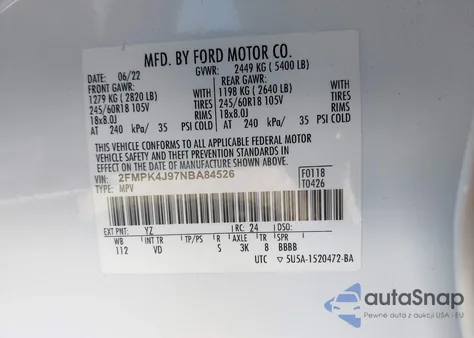 MFD. BY FORD MOTOR CO.
DATE: 06/22 GVWR: 2449 KG ( 5400 LB)
FRONT GAWR: REAR GAWR:
1279 KG ( 2820 LB) 1198 KG ( 2640 LB)
245/60R18 105V TIRES 245/60R18 105V TIRES
18x8.0J RIMS 18x8.0J RIMS
AT 240 kPa/ 35 PSI COLD AT 240 kPa/ 35 PSI COLD
THIS VEHICLE CONFORMS TO ALL APPLICABLE FEDERAL MOTOR
VEHICLE SAFETY AND THEFT PREVENTION STANDARDS IN EFFECT
ON THE DATE OF MANUFACTURE SHOWN ABOVE.
VIN: 2FMPK4J97NBA84526 F0118
TYPE: MPV T0426
EXT PNT: YZ RC: 24 DSO:
WB INT TR TP/PS R AXLE TR SPR
112 VD S 3K 8 BBBB
UTC 5U5A-1520472-BA
autoSnap
Pewne auta z aukcji USA i EU